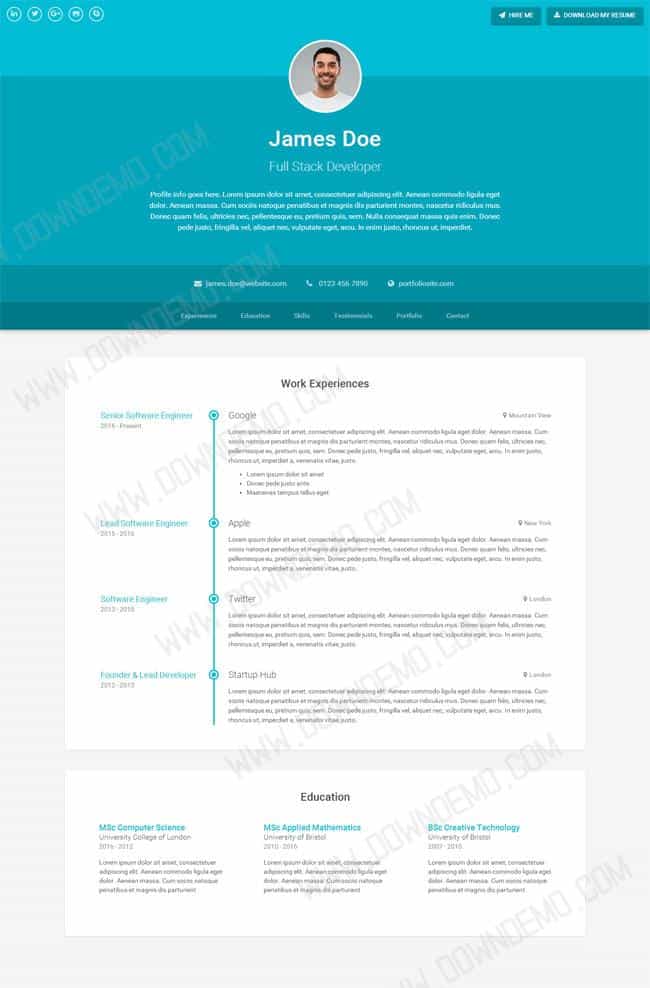 HIRE ME
DOWNLOAD MY RESUME
James Doe
Full Stack Developer
Profile info goes here. Lorem ipsum dolor sit amet, consectetuer adipiscing elit. Aenean commodo ligula eget
dolor. Aenean massa. Cum sociis natoque penatibus et magnis dis parturient montes, nascetur ridiculus mus.
Donec quam felis, ultricies nec, pellentesque eu, pretium quis, sem. Nulla consequat massa quis enim. Donec
pede justo, fringilla vel, aliquet nec, vulputate eget, arcu. In enim justo, rhoncus ut, imperdiet.
james.doe@website.com 0123 456 7890 portfoliosite.com
Experiences Education Skills Testimonials Portfolio Contact
Work Experiences
Senior Software Engineer
2016 - Present
Google
Mountain View
Lorem ipsum dolor sit amet, consectetuer adipiscing elit. Aenean commodo ligula eget dolor. Aenean massa. Cum
sociis natoque penatibus et magnis dis parturient montes, nascetur ridiculus mus. Donec quam felis, ultricies nec,
pellentesque eu, pretium quis, sem. Donec pede justo, fringilla vel, aliquet nec, vulputate eget, arcu. In enim justo,
rhoncus ut, imperdiet a, venenatis vitae, justo.
Lorem ipsum dolor sit amet
Donec pede justo ante
Maecenas tempus tellus eget
Lead Software Engineer
2015 - 2016
Apple
New York
Lorem ipsum dolor sit amet, consectetuer adipiscing elit. Aenean commodo ligula eget dolor. Aenean massa. Cum
sociis natoque penatibus et magnis dis parturient montes, nascetur ridiculus mus. Donec quam felis, ultricies nec,
pellentesque eu, pretium quis, sem. Donec pede justo, fringilla vel, aliquet nec, vulputate eget, arcu. In enim justo,
rhoncus ut, imperdiet a, venenatis vitae, justo.
Software Engineer
2013 - 2015
Twitter
London
Lorem ipsum dolor sit amet, consectetuer adipiscing elit. Aenean commodo ligula eget dolor. Aenean massa. Cum
sociis natoque penatibus et magnis dis parturient montes, nascetur ridiculus mus. Donec quam felis, ultricies nec,
pellentesque eu, pretium quis, sem. Donec pede justo, fringilla vel, aliquet nec, vulputate eget, arcu. In enim justo,
rhoncus ut, imperdiet a, venenatis vitae, justo.
Founder & Lead Developer
2012 - 2013
Startup Hub
London
Lorem ipsum dolor sit amet, consectetuer adipiscing elit. Aenean commodo ligula eget dolor. Aenean massa. Cum
sociis natoque penatibus et magnis dis parturient montes, nascetur ridiculus mus. Donec quam felis, ultricies nec,
pellentesque eu, pretium quis, sem. Donec pede justo, fringilla vel, aliquet nec, vulputate eget, arcu. In enim justo,
rhoncus ut, imperdiet a, venenatis vitae, justo.
Education
MSc Computer Science
University College of London
2016 - 2012
Lorem ipsum dolor sit amet, consectetuer
adipiscing elit. Aenean commodo ligula eget
dolor. Aenean massa. Cum sociis natoque
penatibus et magnis dis parturient
MSc Applied Mathematics
University of Bristol
2010 - 2016
Lorem ipsum dolor sit amet, consectetuer
adipiscing elit. Aenean commodo ligula eget
dolor. Aenean massa. Cum sociis natoque
penatibus et magnis dis parturient
BSc Creative Technology
University of Bristol
2007 - 2010
Lorem ipsum dolor sit amet, consectetuer
adipiscing elit. Aenean commodo ligula eget
dolor. Aenean massa. Cum sociis natoque
penatibus et magnis dis parturient
WWW.DOWNDEMO.COM
WWW.DOWNDEMO.COM
WWW.DOWNDEMO.COM
WWW.DOWNDEMO.COM
WWW.DOWNDEMO.COM
WWW.DOWNDEMO.COM